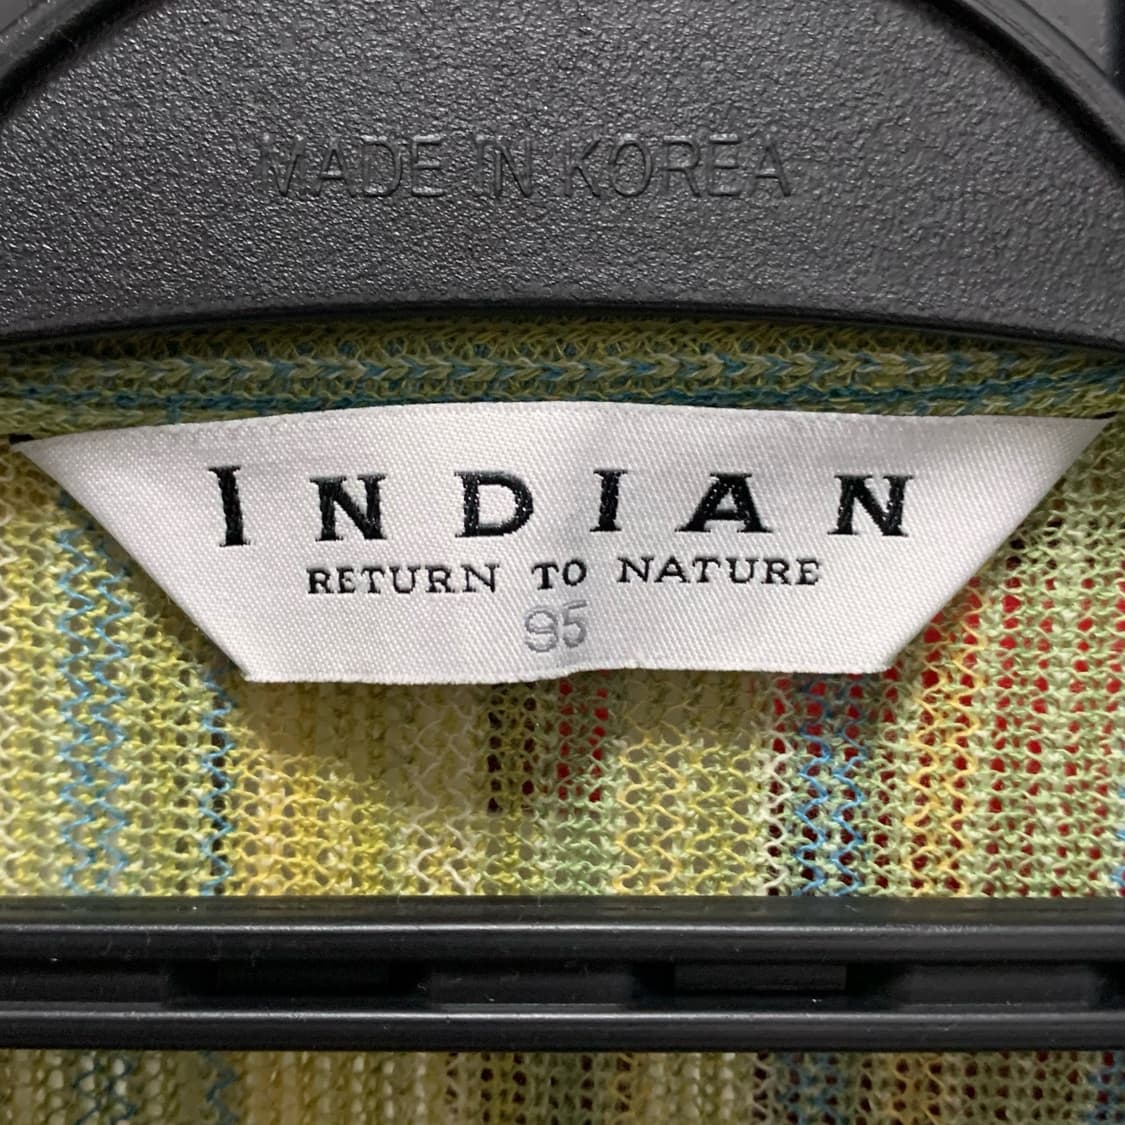 MADE IN KOREA
INDIAN
RETURN TO NATURE
95